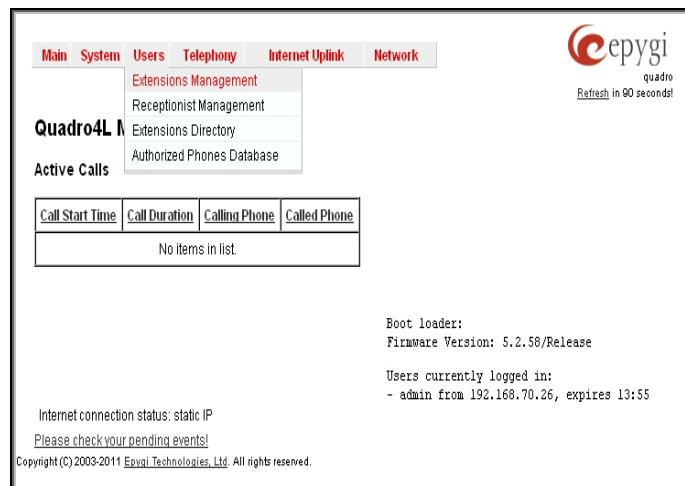 epygi
quadro
Refresh in 90 seconds!
Main System Users Telephony Internet Uplink Network
Extensions Management
Receptionist Management
Extensions Directory
Authorized Phones Database
Quadro4L
Active Calls
Call Start Time Call Duration Calling Phone Called Phone
No items in list.
Boot loader:
Firmware Version: 5.2.58/Release
Users currently logged in:
- admin from 192.168.70.26, expires 13:55
Internet connection status: static IP
Please check your pending events!
Copyright (C) 2003-2011 Epygi Technologies, Ltd. All rights reserved.